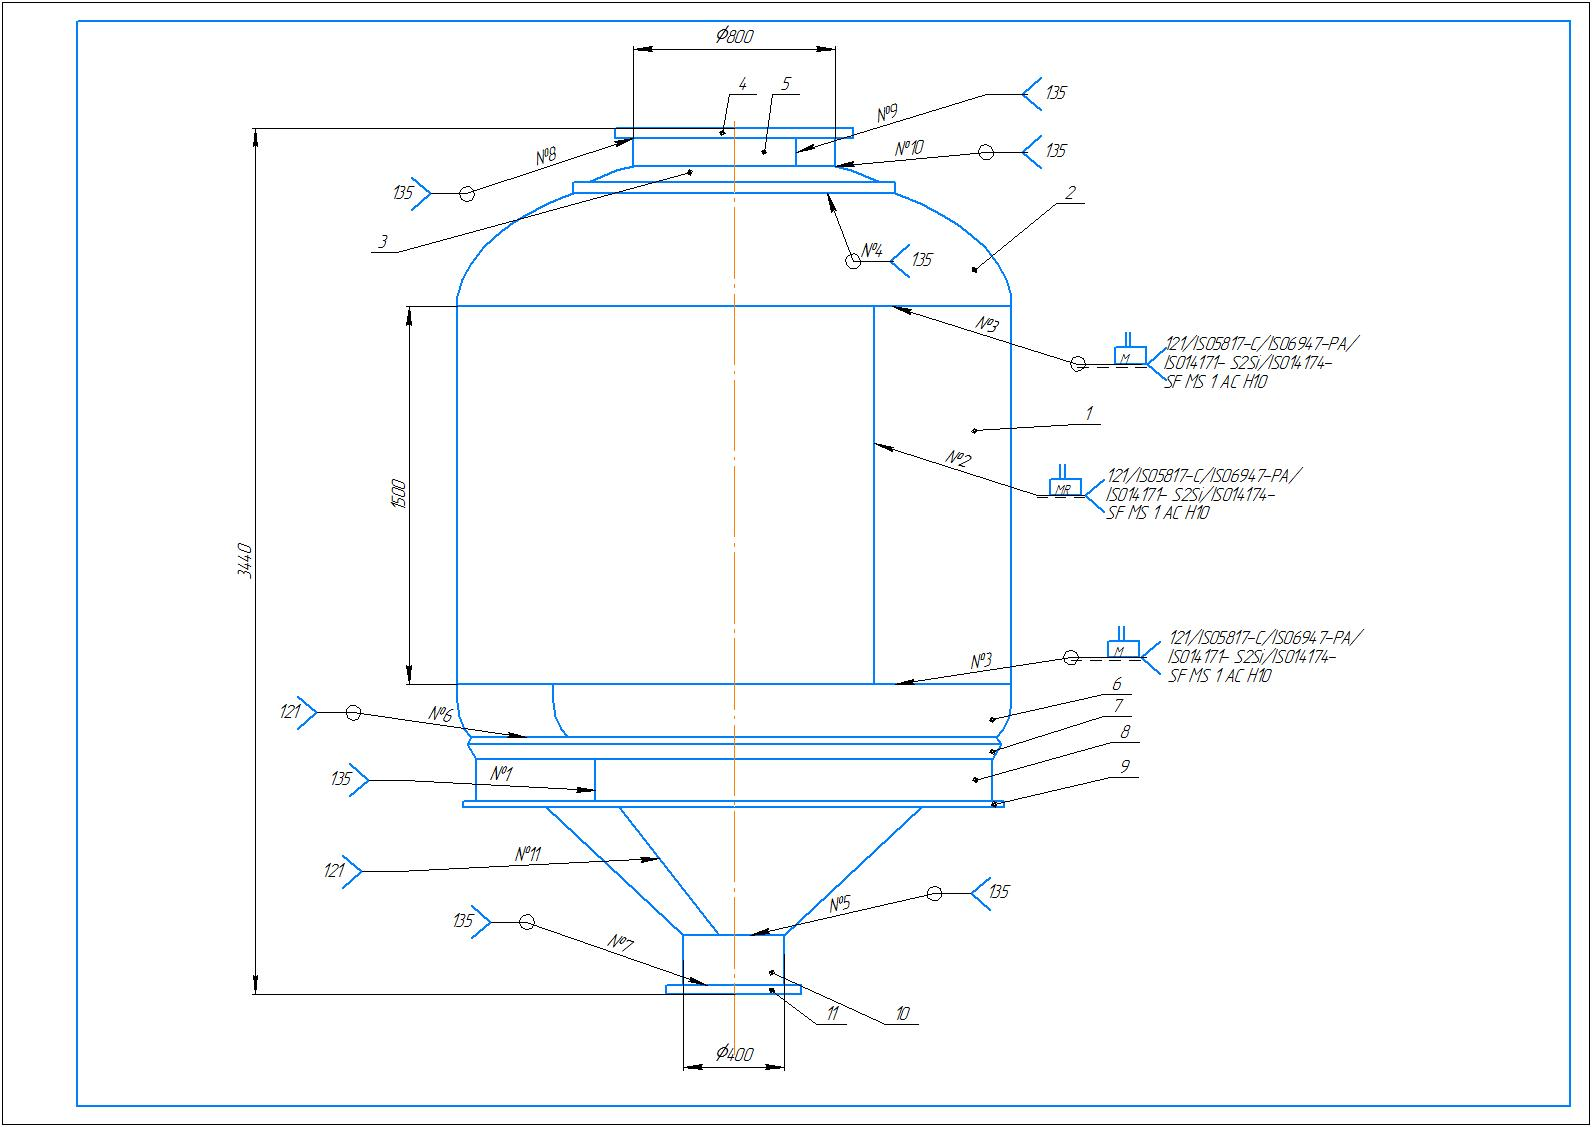 Ф800
4
5
№9
135
№8
№10
135
135
2
3
№4
135
№3
M
121/ISO5817-C/ISO6947-PA/
ISO14171- S2Si/ISO14174-
SF MS 1 AC H10
1
№2
MR
121/ISO5817-C/ISO6947-PA/
ISO14171- S2Si/ISO14174-
SF MS 1 AC H10
1500
3440
№3
M
121/ISO5817-C/ISO6947-PA/
ISO14171- S2Si/ISO14174-
SF MS 1 AC H10
6
121
№6
7
8
135
№1
9
121
№11
135
№5
135
№7
11
10
Ф400